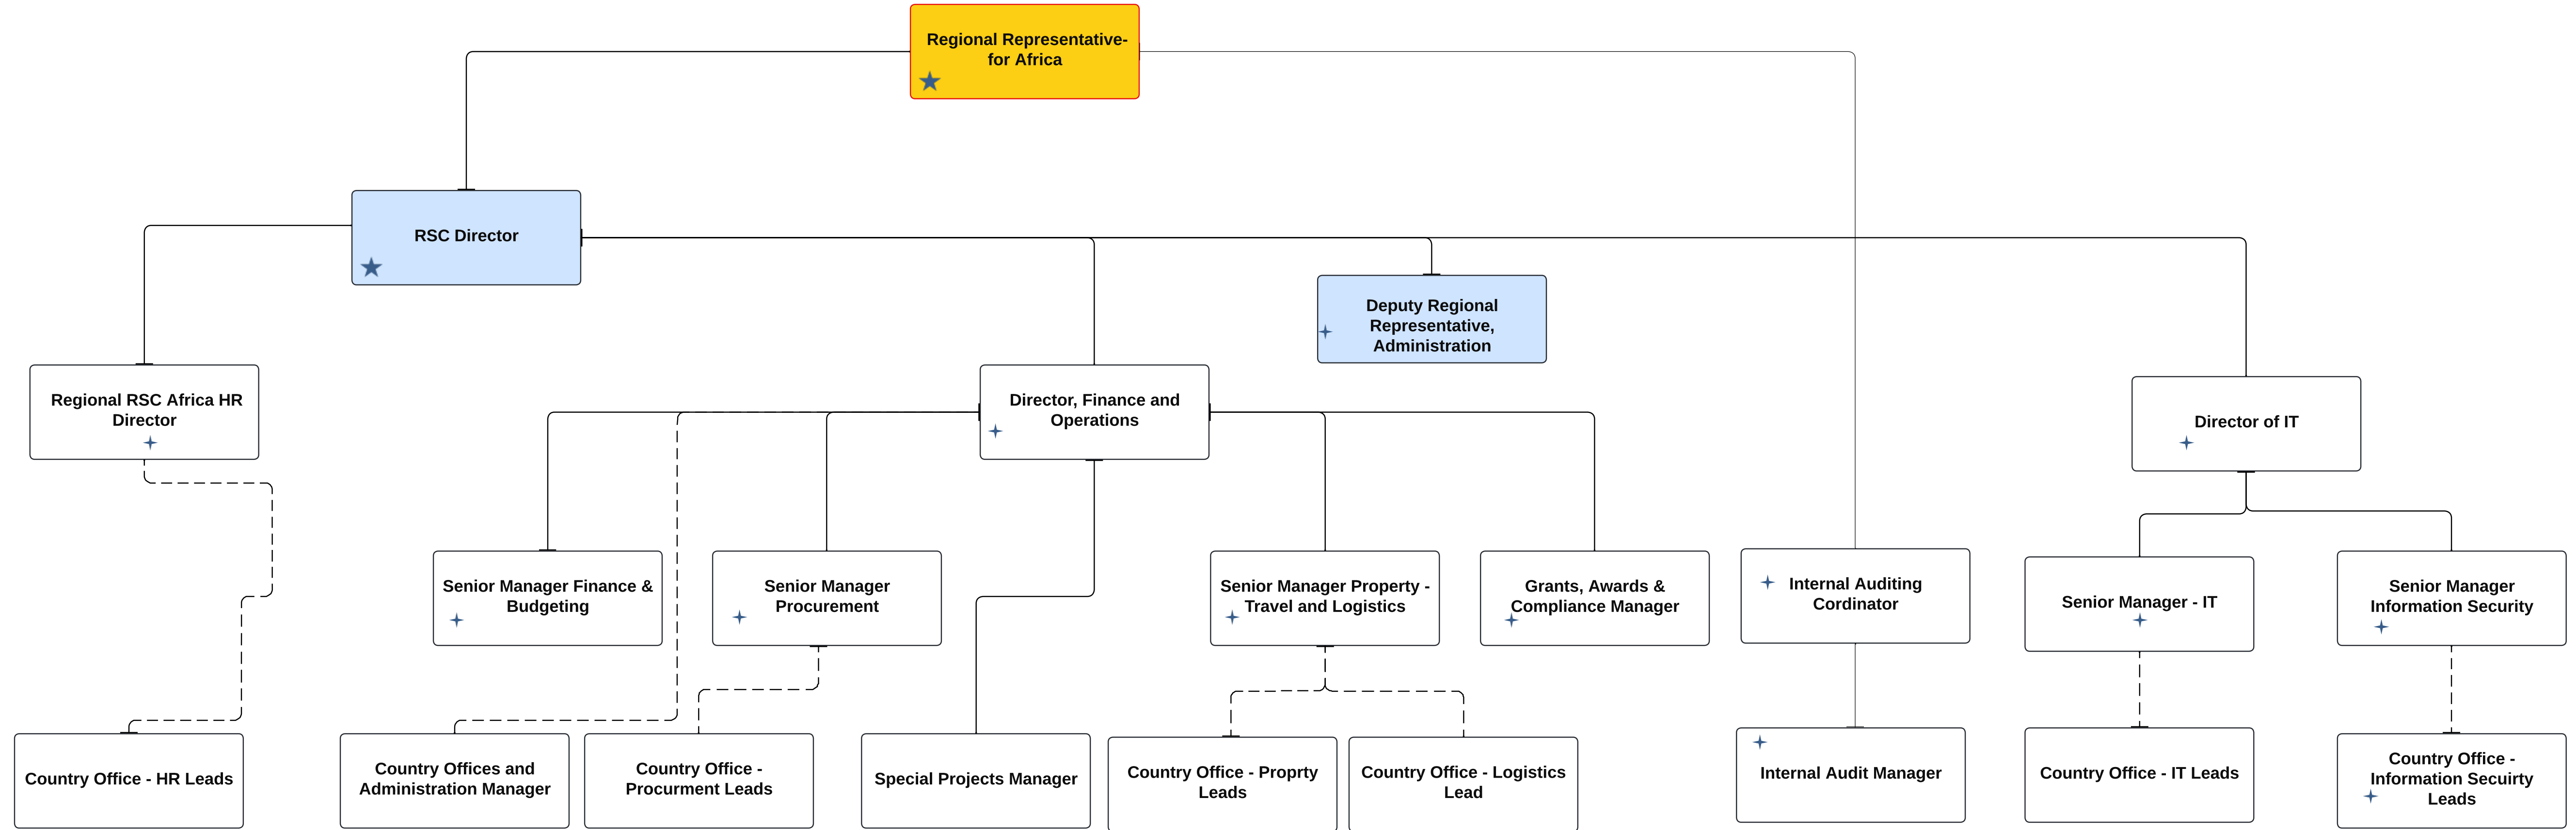 Regional Representative-
for Africa
RSC Director
Deputy Regional
Representative,
Administration
Regional RSC Africa HR
Director
Director, Finance and
Operations
Director of IT
Senior Manager Finance &
Budgeting
Senior Manager
Procurement
Senior Manager Property -
Travel and Logistics
Grants, Awards &
Compliance Manager
Internal Auditing
Cordinator
Senior Manager - IT
Senior Manager
Information Security
Country Office - HR Leads
Country Offices and
Administration Manager
Country Office -
Procurment Leads
Special Projects Manager
Country Office - Proprty
Leads
Country Office - Logistics
Lead
Internal Audit Manager
Country Office - IT Leads
Country Office -
Information Secuirty
Leads